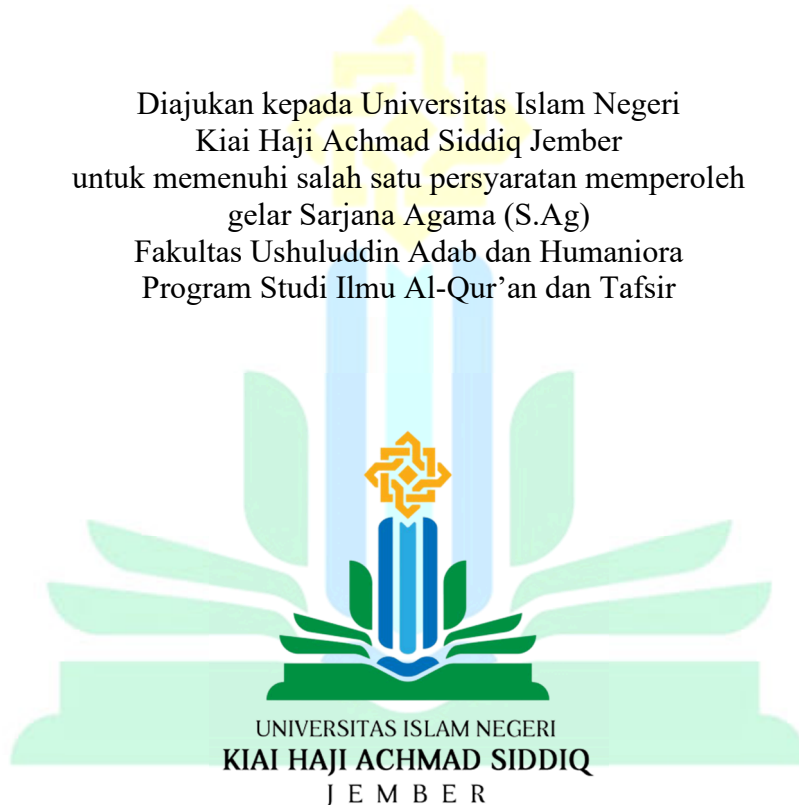 Diajukan kepada Universitas Islam Negeri
Kiai Haji Achmad Siddiq Jember
untuk memenuhi salah satu persyaratan memperoleh
gelar Sarjana Agama (S.Ag)
Fakultas Ushuluddin Adab dan Humaniora
Program Studi Ilmu Al-Qur’an dan Tafsir
UNIVERSITAS ISLAM NEGERI
KIAI HAJI ACHMAD SIDDIQ
JEMBER